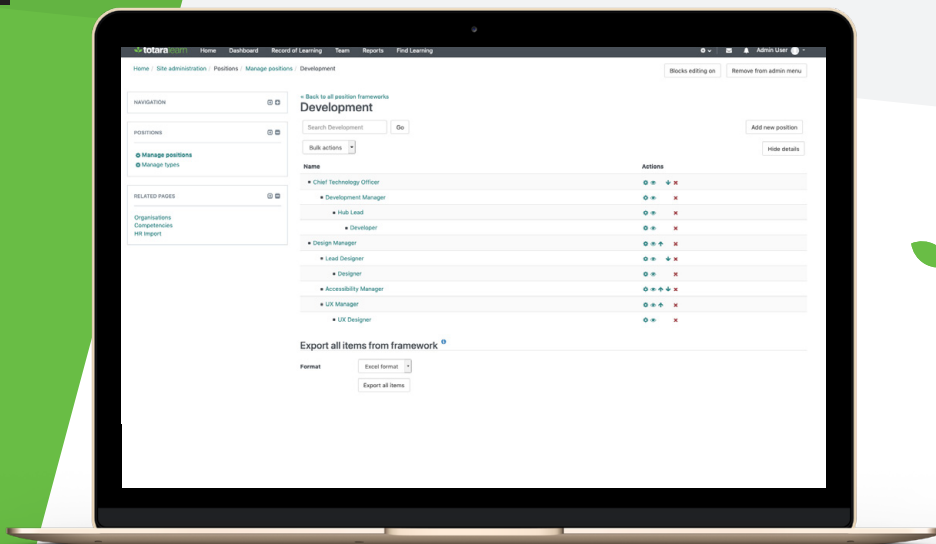 totaralearn Home Dashboard Record of Learning Team Reports Find Learning Admin User
Home / Site administration / Positions / Manage positions / Development
Blocks editing on
Remove from admin menu
NAVIGATION
POSITIONS
Manage positions
Manage types
RELATED PAGES
Organisations
Competencies
HR Import
« Back to all position frameworks
Development
Search Development Go
Add new position
Bulk actions
Hide details
Name Actions
Chief Technology Officer
Development Manager
Hub Lead
Developer
Design Manager
Lead Designer
Designer
Accessibility Manager
UX Manager
UX Designer
Export all items from framework
Format Excel format
Export all items